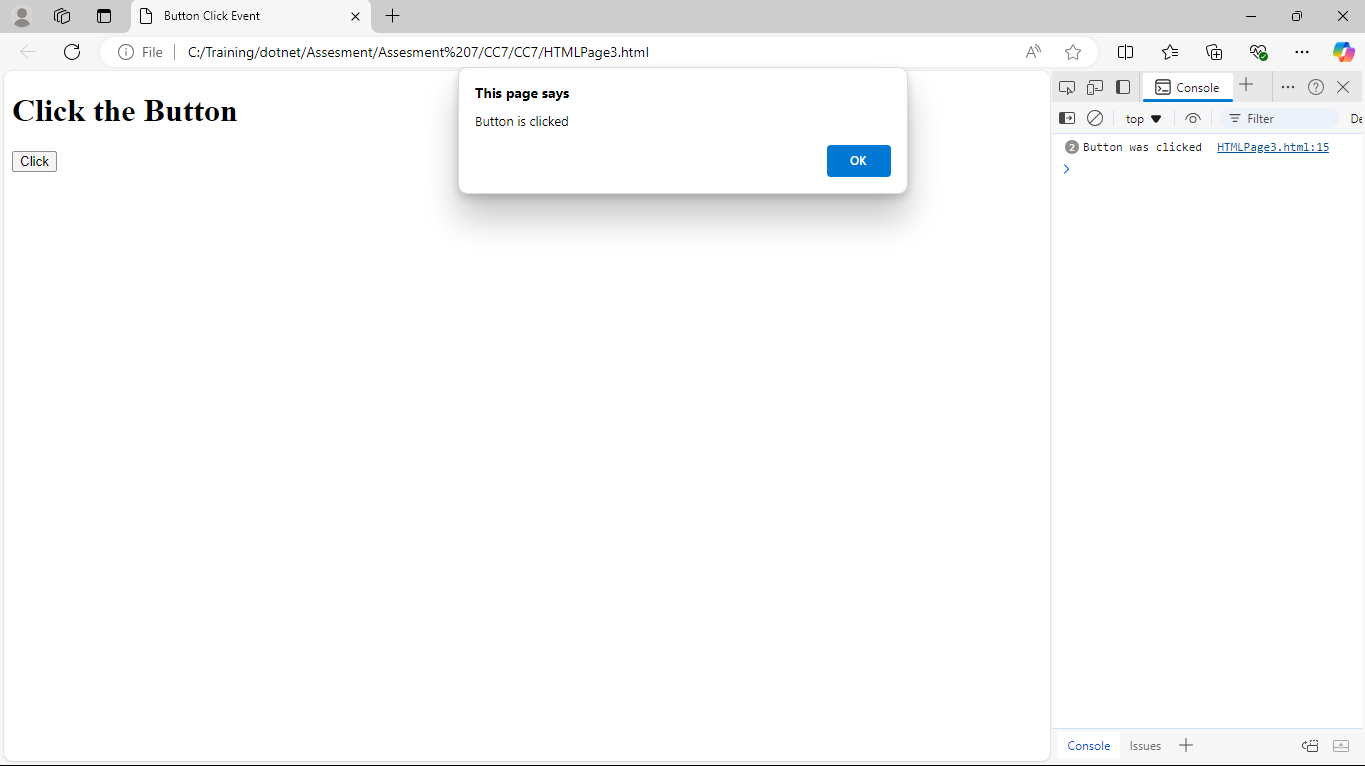 Button Click Event
File
C:/Training/dotnet/Assesment/Assesment%207/CC7/CC7/HTMLPage3.html
A
Click the Button
Click
This page says
Button is clicked
OK
Console
top
Filter
De
2 Button was clicked HTMLPage3.html:15
Console Issues